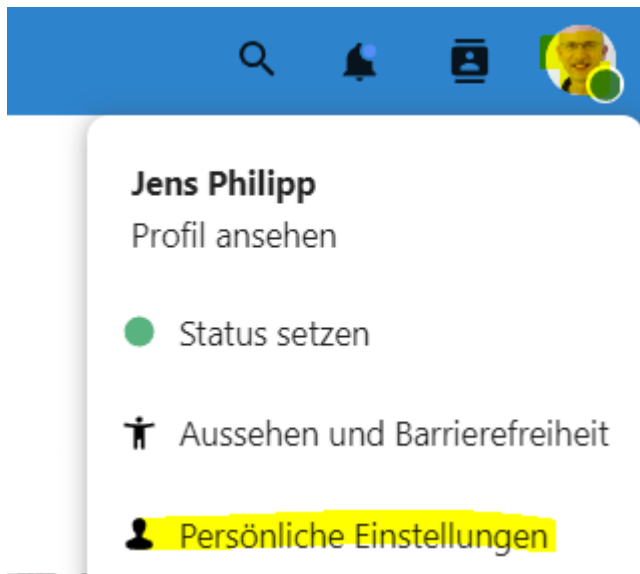 Jens Philipp
Profil ansehen
Status setzen
Aussehen und Barrierefreiheit
Persönliche Einstellungen